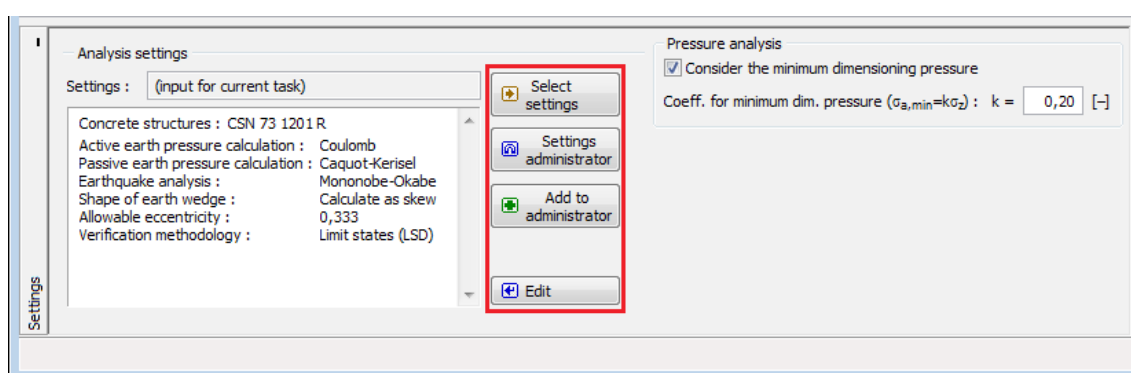 Analysis settings
Settings : (input for current task)
Concrete structures : CSN 73 1201 R
Active earth pressure calculation : Coulomb
Passive earth pressure calculation : Caquot-Kerisel
Earthquake analysis : Mononobe-Okabe
Shape of earth wedge : Calculate as skew
Allowable eccentricity : 0,333
Verification methodology : Limit states (LSD)
Select
settings
Settings
administrator
Add to
administrator
Edit
Pressure analysis
Consider the minimum dimensioning pressure
Coeff. for minimum dim. pressure (σa,min=kσz) : k = 0,20 [–]
Settings